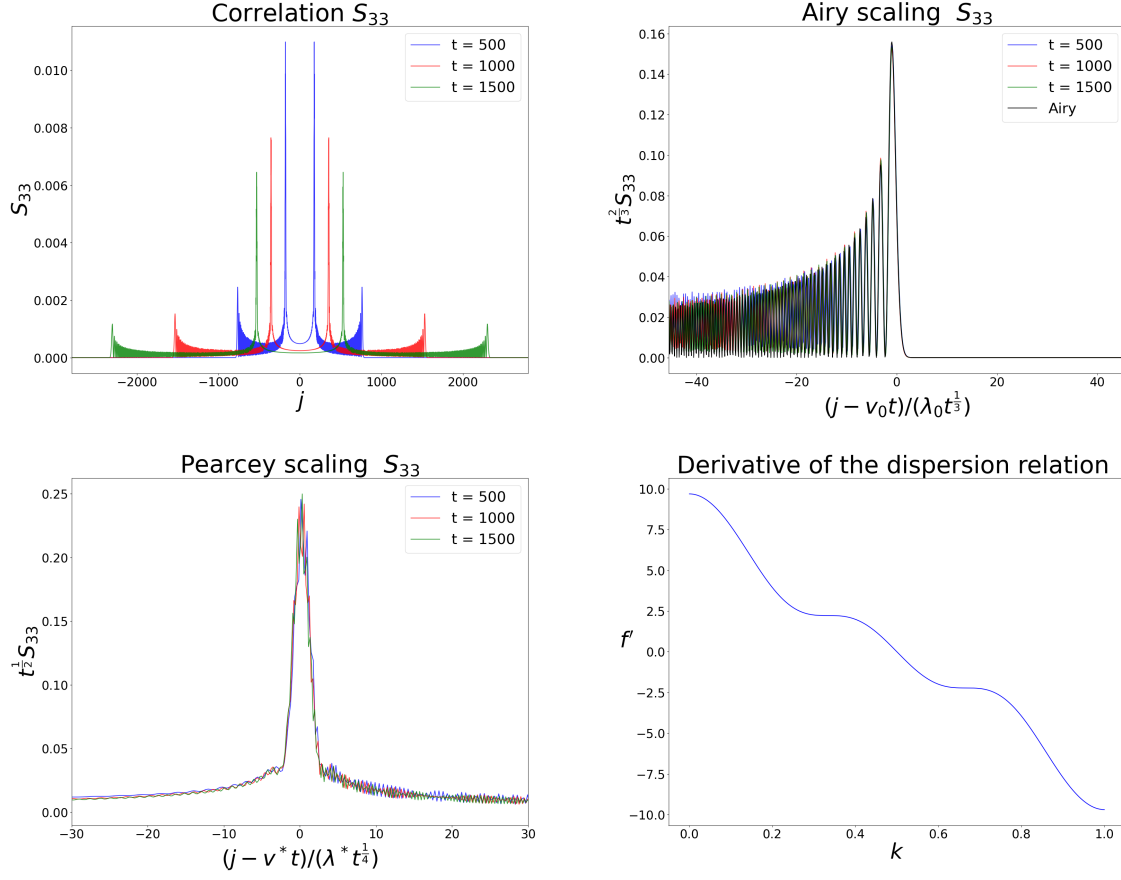 Correlation S₃₃
S₃₃
0.010
0.008
0.006
0.004
0.002
0.000
t = 500
t = 1000
t = 1500
−2000 −1000 0 1000 2000
j
Airy scaling S₃₃
t^{2/3}S₃₃
0.16
0.14
0.12
0.10
0.08
0.06
0.04
0.02
0.00
t = 500
t = 1000
t = 1500
Airy
−40 −20 0 20 40
(j − v₀t)/(λ₀t^{1/3})
Pearcey scaling S₃₃
t^{1/2}S₃₃
0.25
0.20
0.15
0.10
0.05
0.00
t = 500
t = 1000
t = 1500
−30 −20 −10 0 10 20 30
(j − v*t)/(λ*t^{1/4})
Derivative of the dispersion relation
f′
10.0
7.5
5.0
2.5
0.0
−2.5
−5.0
−7.5
−10.0
0.0 0.2 0.4 0.6 0.8 1.0
k